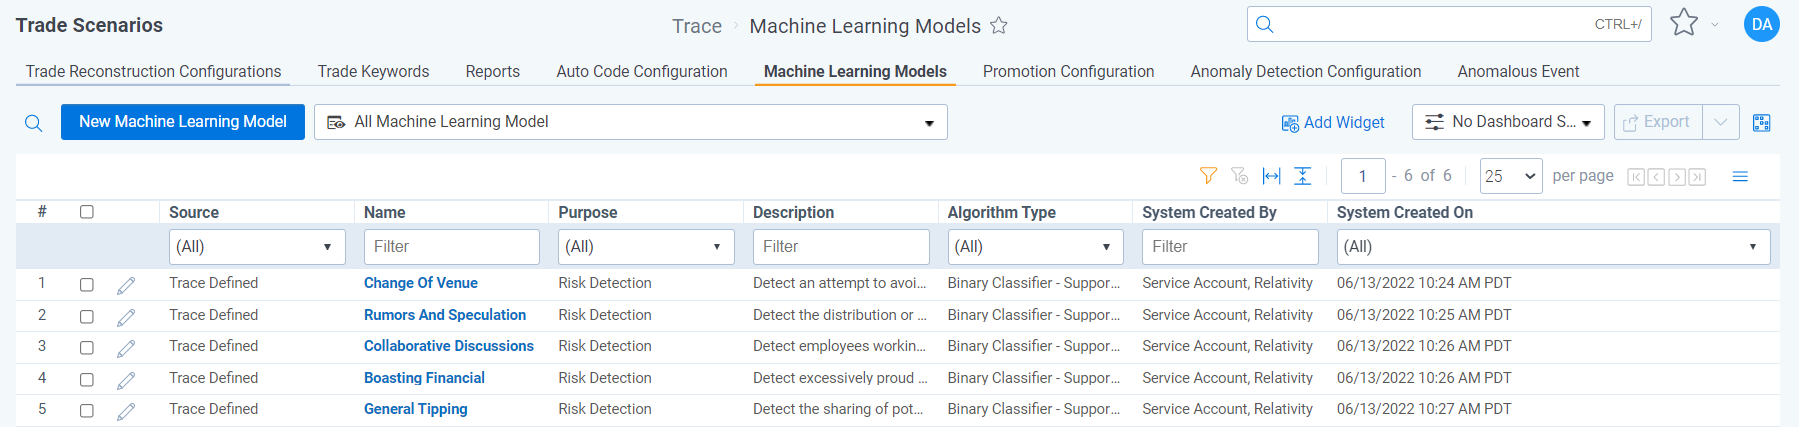 Trade Scenarios
Trace › Machine Learning Models
CTRL+/
DA
Trade Reconstruction Configurations Trade Keywords Reports Auto Code Configuration Machine Learning Models Promotion Configuration Anomaly Detection Configuration Anomalous Event
New Machine Learning Model All Machine Learning Model Add Widget No Dashboard S... Export
1 - 6 of 6 25 per page
# Source Name Purpose Description Algorithm Type System Created By System Created On
(All) Filter (All) Filter (All) Filter (All)
1 Trace Defined Change Of Venue Risk Detection Detect an attempt to avoi... Binary Classifier - Suppor... Service Account, Relativity 06/13/2022 10:24 AM PDT
2 Trace Defined Rumors And Speculation Risk Detection Detect the distribution or ... Binary Classifier - Suppor... Service Account, Relativity 06/13/2022 10:25 AM PDT
3 Trace Defined Collaborative Discussions Risk Detection Detect employees workin... Binary Classifier - Suppor... Service Account, Relativity 06/13/2022 10:26 AM PDT
4 Trace Defined Boasting Financial Risk Detection Detect excessively proud ... Binary Classifier - Suppor... Service Account, Relativity 06/13/2022 10:26 AM PDT
5 Trace Defined General Tipping Risk Detection Detect the sharing of pot... Binary Classifier - Suppor... Service Account, Relativity 06/13/2022 10:27 AM PDT